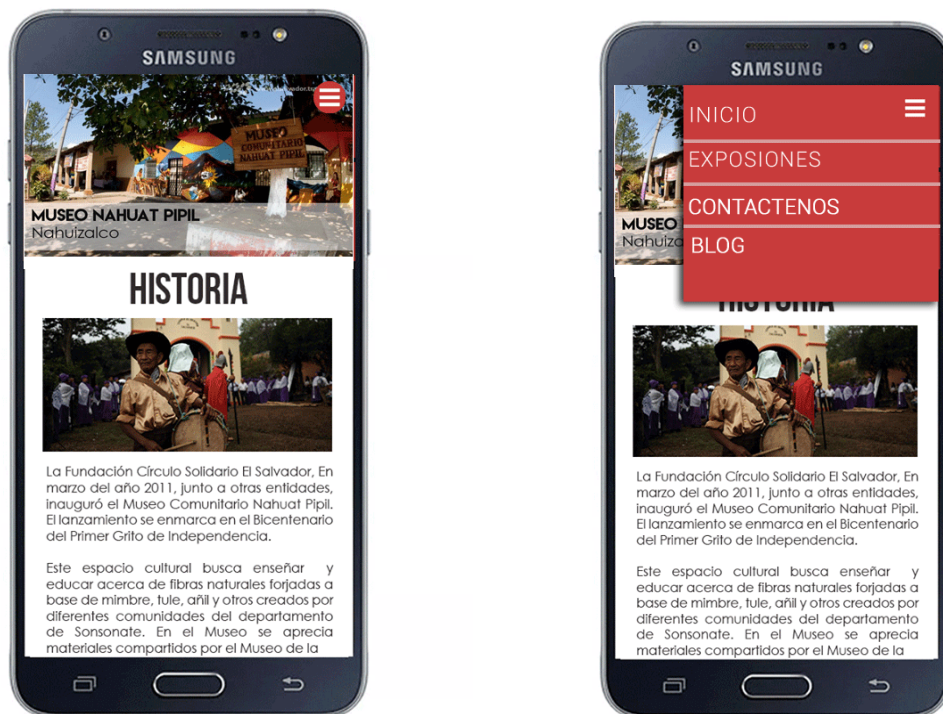 SAMSUNG
MUSEO
COMUNITARIO
NAHUAT PIPIL
MUSEO NAHUAT PIPIL
Nahuizalco
HISTORIA
La Fundación Círculo Solidario El Salvador, En
marzo del año 2011, junto a otras entidades,
inauguró el Museo Comunitario Nahuat Pipil.
El lanzamiento se enmarca en el Bicentenario
del Primer Grito de Independencia.
Este espacio cultural busca enseñar y
educar acerca de fibras naturales forjadas a
base de mimbre, tule, añil y otros creados por
diferentes comunidades del departamento
de Sonsonate. En el Museo se aprecia
materiales compartidos por el Museo de la
SAMSUNG
INICIO
EXPOSIONES
CONTACTENOS
BLOG
MUSEO
Nahuiza
HISTORIA
La Fundación Círculo Solidario El Salvador, En
marzo del año 2011, junto a otras entidades,
inauguró el Museo Comunitario Nahuat Pipil.
El lanzamiento se enmarca en el Bicentenario
del Primer Grito de Independencia.
Este espacio cultural busca enseñar y
educar acerca de fibras naturales forjadas a
base de mimbre, tule, añil y otros creados por
diferentes comunidades del departamento
de Sonsonate. En el Museo se aprecia
materiales compartidos por el Museo de la